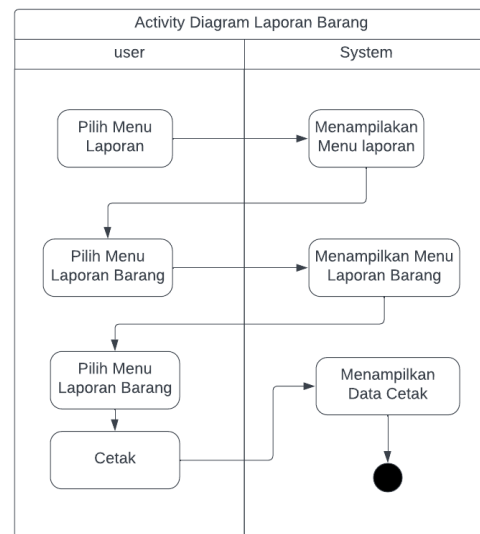 Activity Diagram Laporan Barang
user
System
Pilih Menu
Laporan
Menampilakan
Menu laporan
Pilih Menu
Laporan Barang
Menampilkan Menu
Laporan Barang
Pilih Menu
Laporan Barang
Menampilkan
Data Cetak
Cetak